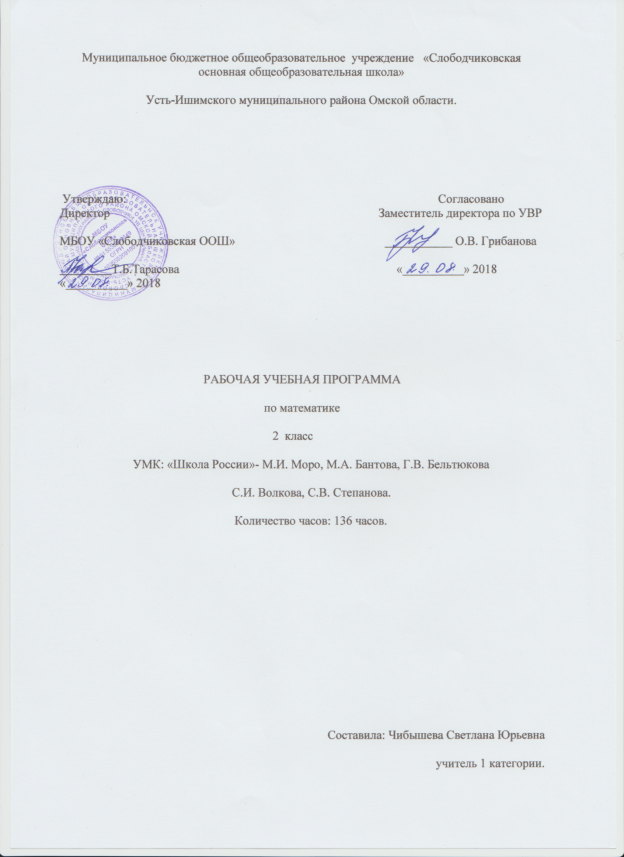 Муниципальное бюджетное общеобразовательное учреждение «Слободчиковская
основная общеобразовательная школа»
Усть-Ишимского муниципального района Омской области.
Утверждаю:
Директор
МБОУ «Слободчиковская ООШ»
Т.Б.Тарасова
« 29.08 » 2018
Согласовано
Заместитель директора по УВР
О.В. Грибанова
« 29.08 » 2018
РАБОЧАЯ УЧЕБНАЯ ПРОГРАММА
по математике
2 класс
УМК: «Школа России»- М.И. Моро, М.А. Бантова, Г.В. Бельтюкова
С.И. Волкова, С.В. Степанова.
Количество часов: 136 часов.
Составила: Чибышева Светлана Юрьевна
учитель 1 категории.